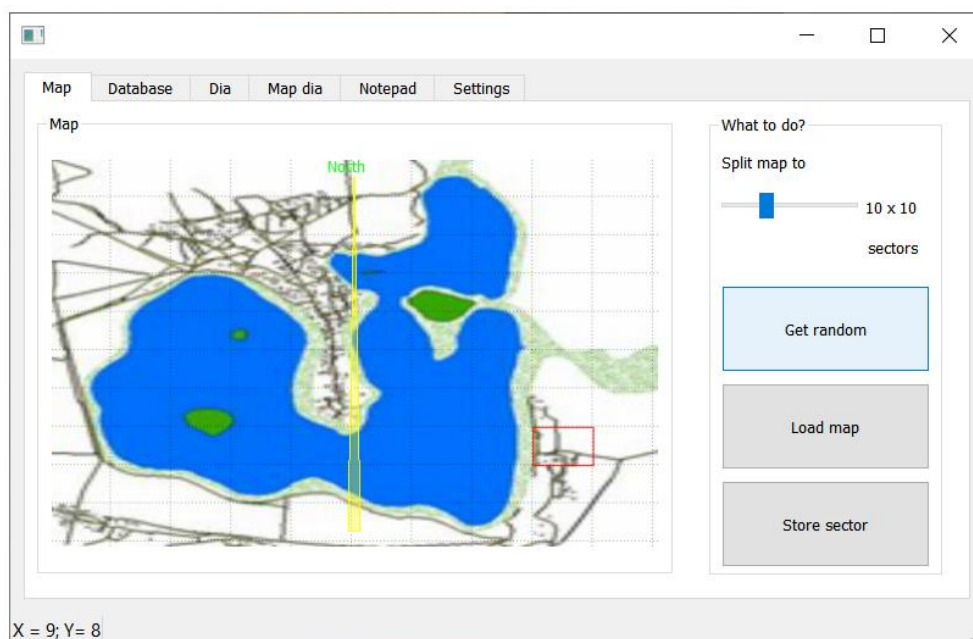 Map Database Dia Map dia Notepad Settings
Map
North
What to do?
Split map to
10 x 10
sectors
Get random
Load map
Store sector
X = 9; Y= 8